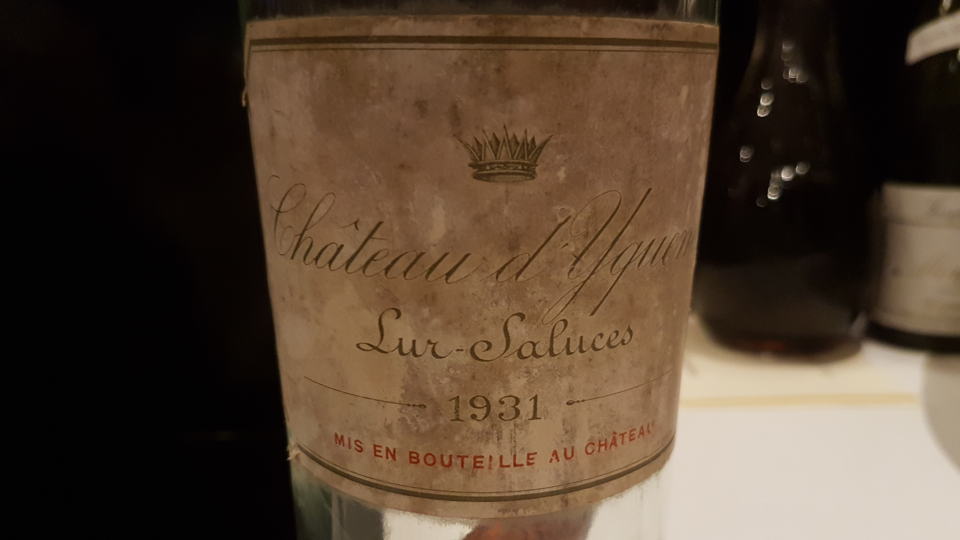 Château d'Yquem
Lur-Saluces
1931
MIS EN BOUTEILLE AU CHÂTEAU